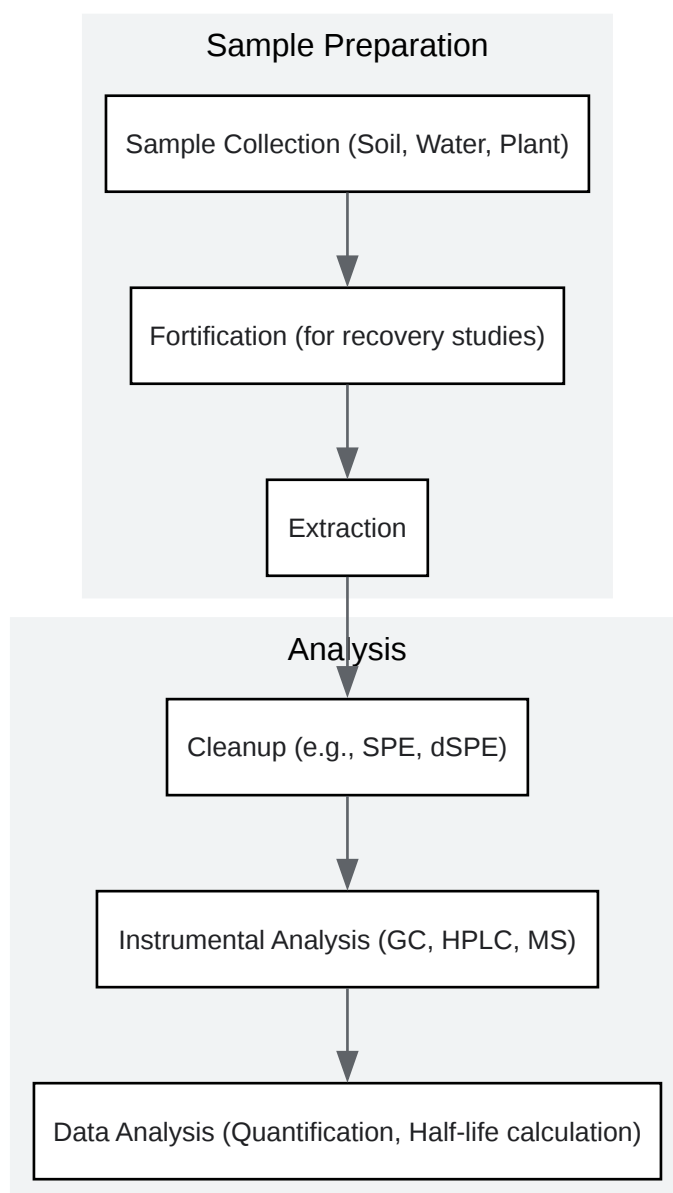 Sample Preparation
Sample Collection (Soil, Water, Plant)
Fortification (for recovery studies)
Extraction
Analysis
Cleanup (e.g., SPE, dSPE)
Instrumental Analysis (GC, HPLC, MS)
Data Analysis (Quantification, Half-life calculation)